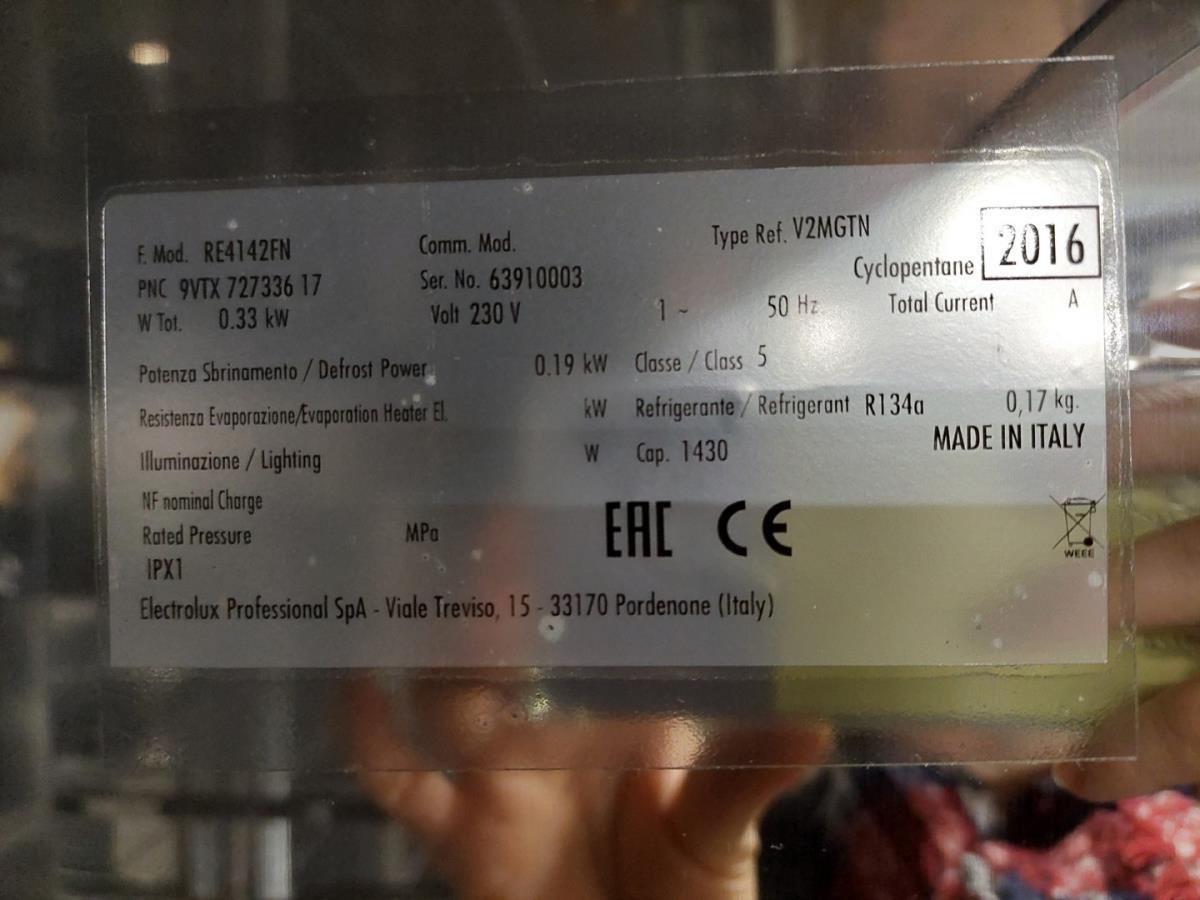 F. Mod. RE4142FN Comm. Mod. Type Ref. V2MGTN 2016
PNC 9VTX 727336 17 Ser. No. 63910003 Cyclopentane
W Tot. 0.33 kW Volt 230 V 1 ~ 50 Hz Total Current A
Potenza Sbrinamento / Defrost Power 0.19 kW Classe / Class 5
Resistenza Evaporazione/Evaporation Heater El. kW Refrigerante / Refrigerant R134a 0,17 kg.
Illuminazione / Lighting W Cap. 1430 MADE IN ITALY
NF nominal Charge
Rated Pressure MPa EAC CE
WEEE
IPX1
Electrolux Professional SpA - Viale Treviso, 15 - 33170 Pordenone (Italy)